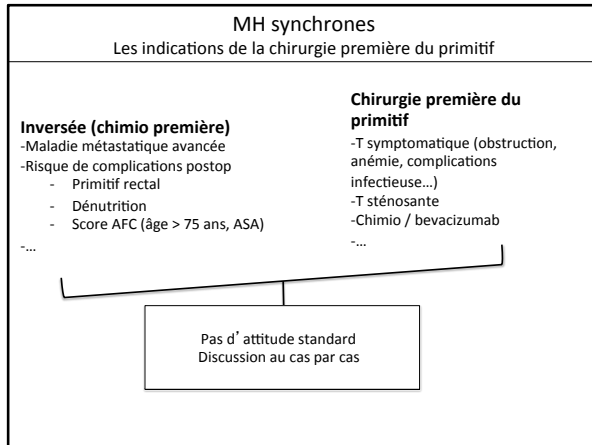 MH synchrones
Les indications de la chirurgie première du primitif
Inversée (chimio première)
-Maladie métastatique avancée
-Risque de complications postop
- Primitif rectal
- Dénutrition
- Score AFC (âge > 75 ans, ASA)
-...
Chirurgie première du
primitif
-T symptomatique (obstruction,
anémie, complications
infectieuse...)
-T sténosante
-Chimio / bevacizumab
-...
Pas d' attitude standard
Discussion au cas par cas